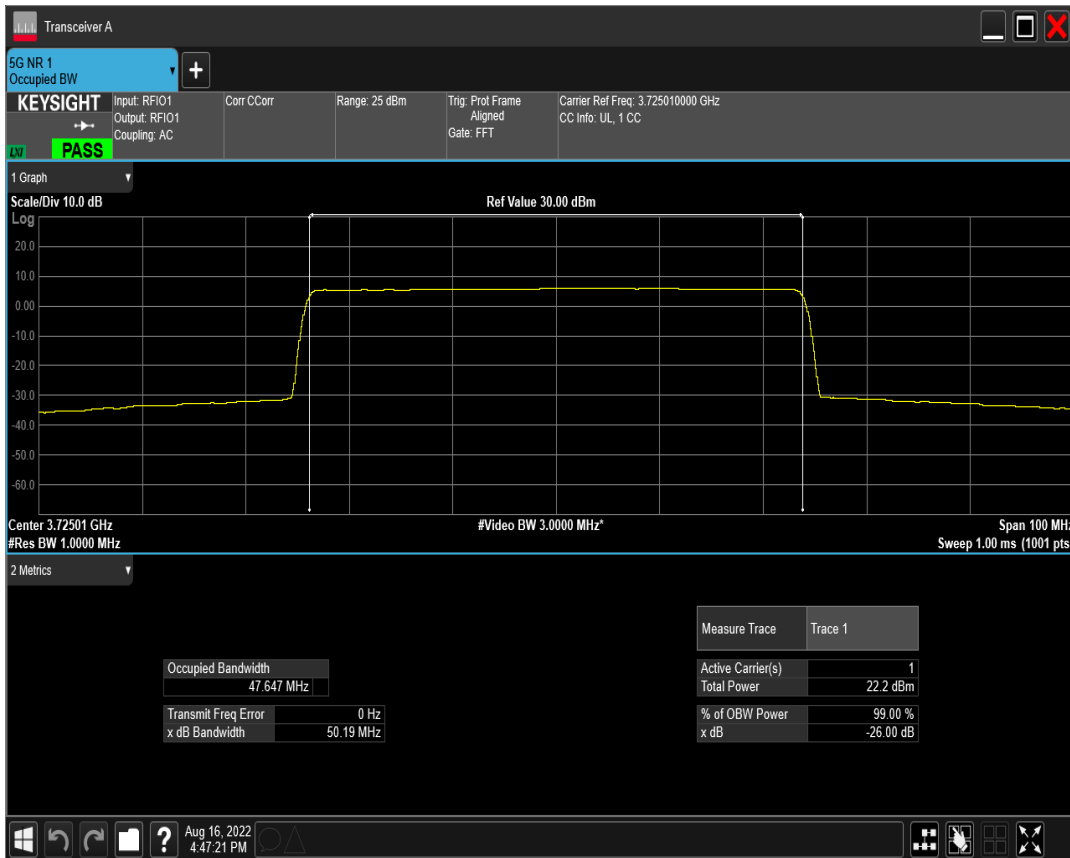 Transceiver A
5G NR 1
Occupied BW
KEYSIGHT
LXI
PASS
Input: RFIO1
Output: RFIO1
Coupling: AC
Corr CCorr
Range: 25 dBm
Trig: Prot Frame
Aligned
Gate: FFT
Carrier Ref Freq: 3.725010000 GHz
CC Info: UL, 1 CC
1 Graph
Scale/Div 10.0 dB
Ref Value 30.00 dBm
Log
20.0
10.0
0.00
-10.0
-20.0
-30.0
-40.0
-50.0
-60.0
Center 3.72501 GHz
#Video BW 3.0000 MHz*
Span 100 MHz
#Res BW 1.0000 MHz
Sweep 1.00 ms (1001 pts
2 Metrics
Measure Trace Trace 1
Occupied Bandwidth
47.647 MHz
Active Carrier(s) 1
Total Power 22.2 dBm
Transmit Freq Error 0 Hz
x dB Bandwidth 50.19 MHz
% of OBW Power 99.00 %
x dB -26.00 dB
?
Aug 16, 2022
4:47:21 PM